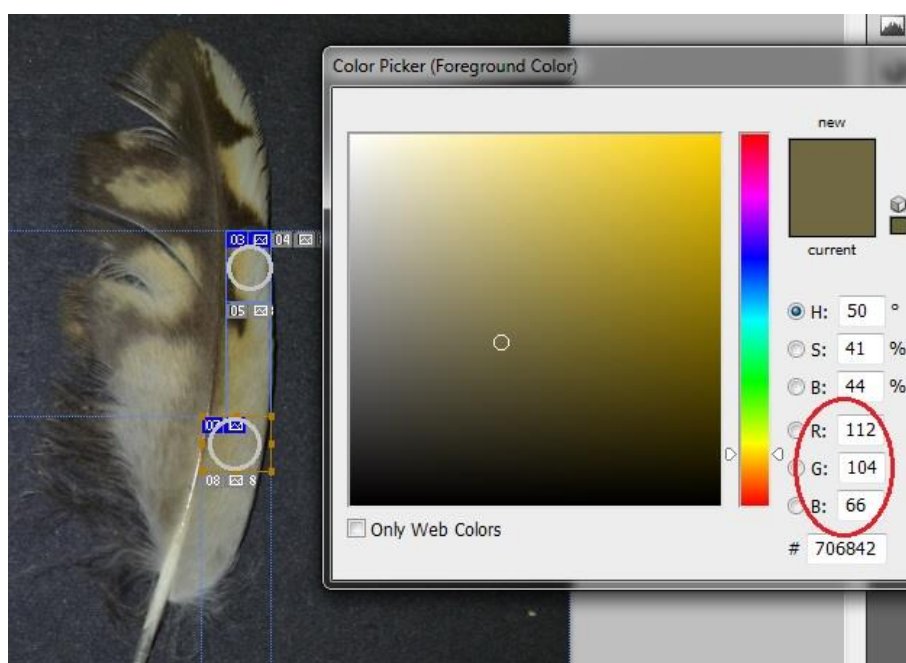 Color Picker (Foreground Color)
new
current
03 04
05
07
08 8
H: 50 °
S: 41 %
B: 44 %
R: 112
G: 104
B: 66
# 706842
Only Web Colors